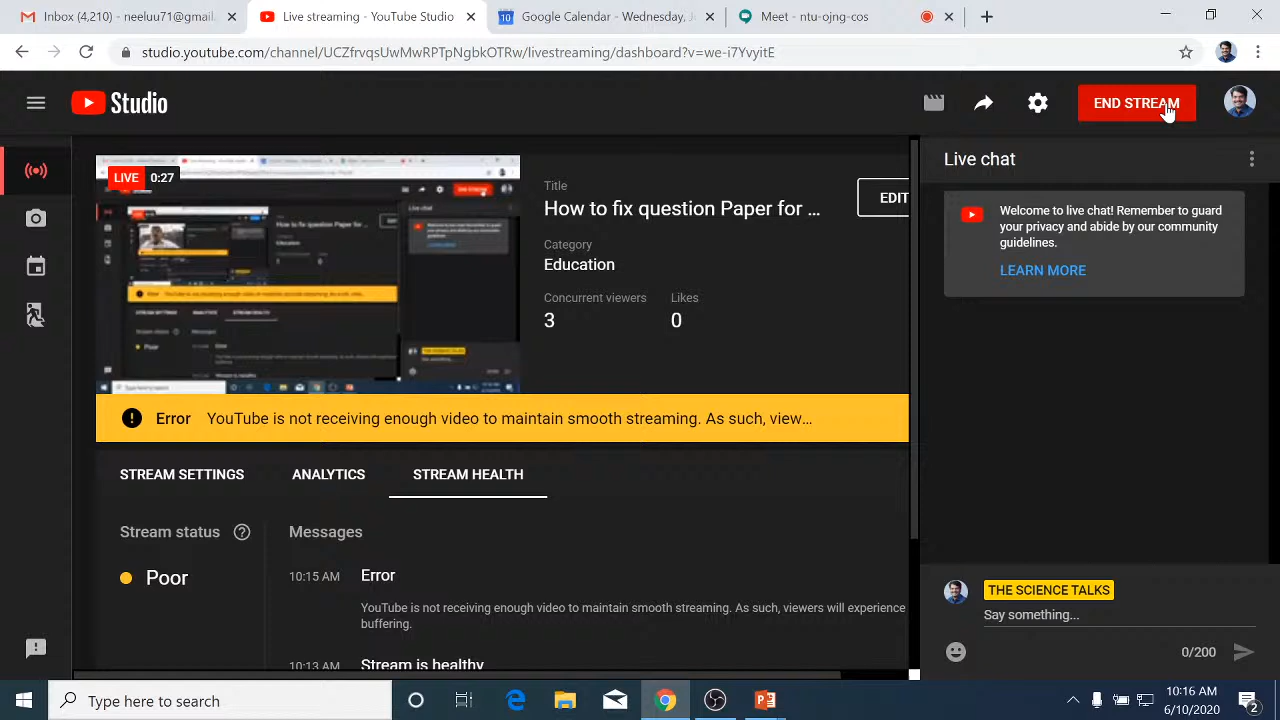 Inbox (4,210) - neeluu71@gmail.
Live streaming - YouTube Studio
10
Google Calendar - Wednesday,
Meet - ntu-ojng-cos
studio.youtube.com/channel/UCZfrvqsUwMwRPTpNgbkOTRw/livestreaming/dashboard?v=we-i7YvyitE
Studio
END STREAM
LIVE 0:27
Title
How to fix question Paper for ...
EDIT
Category
Education
Concurrent viewers
Likes
3
0
Error YouTube is not receiving enough video to maintain smooth streaming. As such, view...
STREAM SETTINGS
ANALYTICS
STREAM HEALTH
Stream status
Messages
Poor
10:15 AM
Error
YouTube is not receiving enough video to maintain smooth streaming. As such, viewers will experience
buffering.
10:13 AM
Stream is healthy
Live chat
Welcome to live chat! Remember to guard
your privacy and abide by our community
guidelines.
LEARN MORE
THE SCIENCE TALKS
Say something...
0/200
Type here to search
10:16 AM
6/10/2020
2